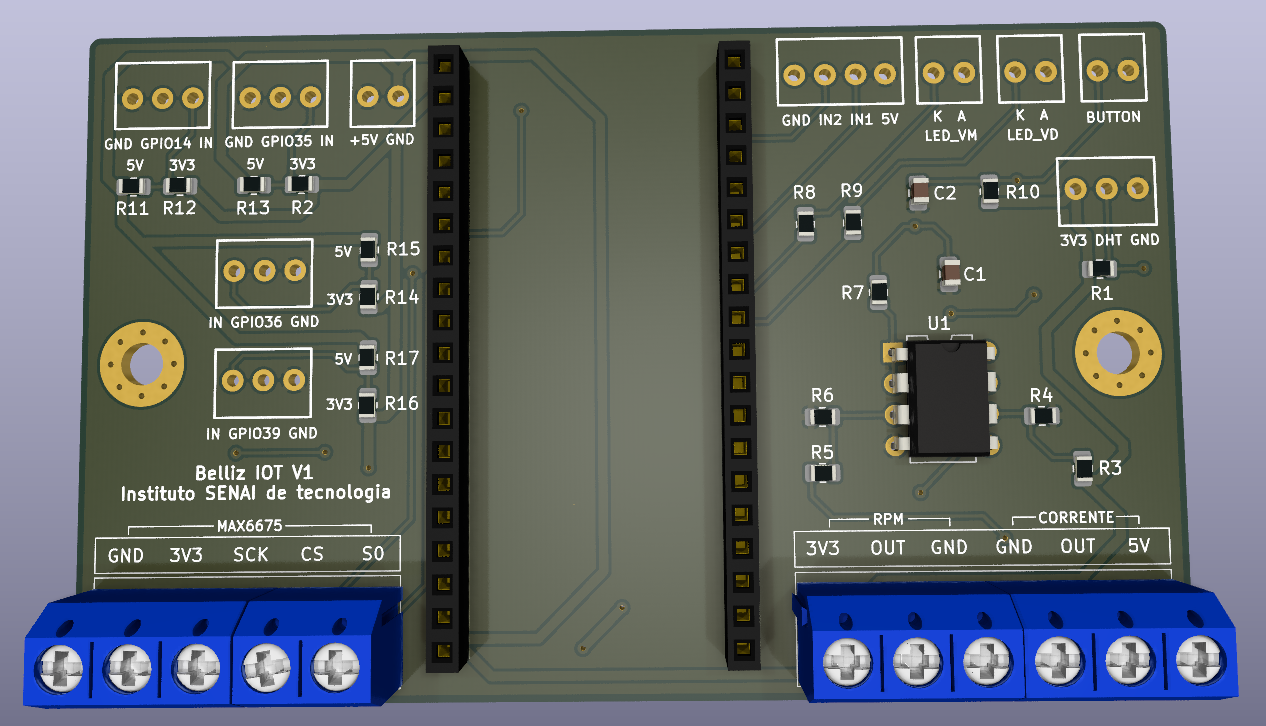 GND GPIO14 IN
5V 3V3
R11 R12
GND GPIO35 IN
5V 3V3
R13 R2
+5V GND
5V R15
3V3 R14
IN GPIO36 GND
5V R17
3V3 R16
IN GPIO39 GND
Belliz IOT V1
Instituto SENAI de tecnologia
MAX6675
GND 3V3 SCK CS SO
GND IN2 IN1 5V
K A
LED_VM
K A
LED_VD
BUTTON
R8 R9 C2 R10
3V3 DHT GND
R7 C1 R1
U1
R6 R4
R5 R3
RPM
3V3 OUT GND
CORRENTE
GND OUT 5V